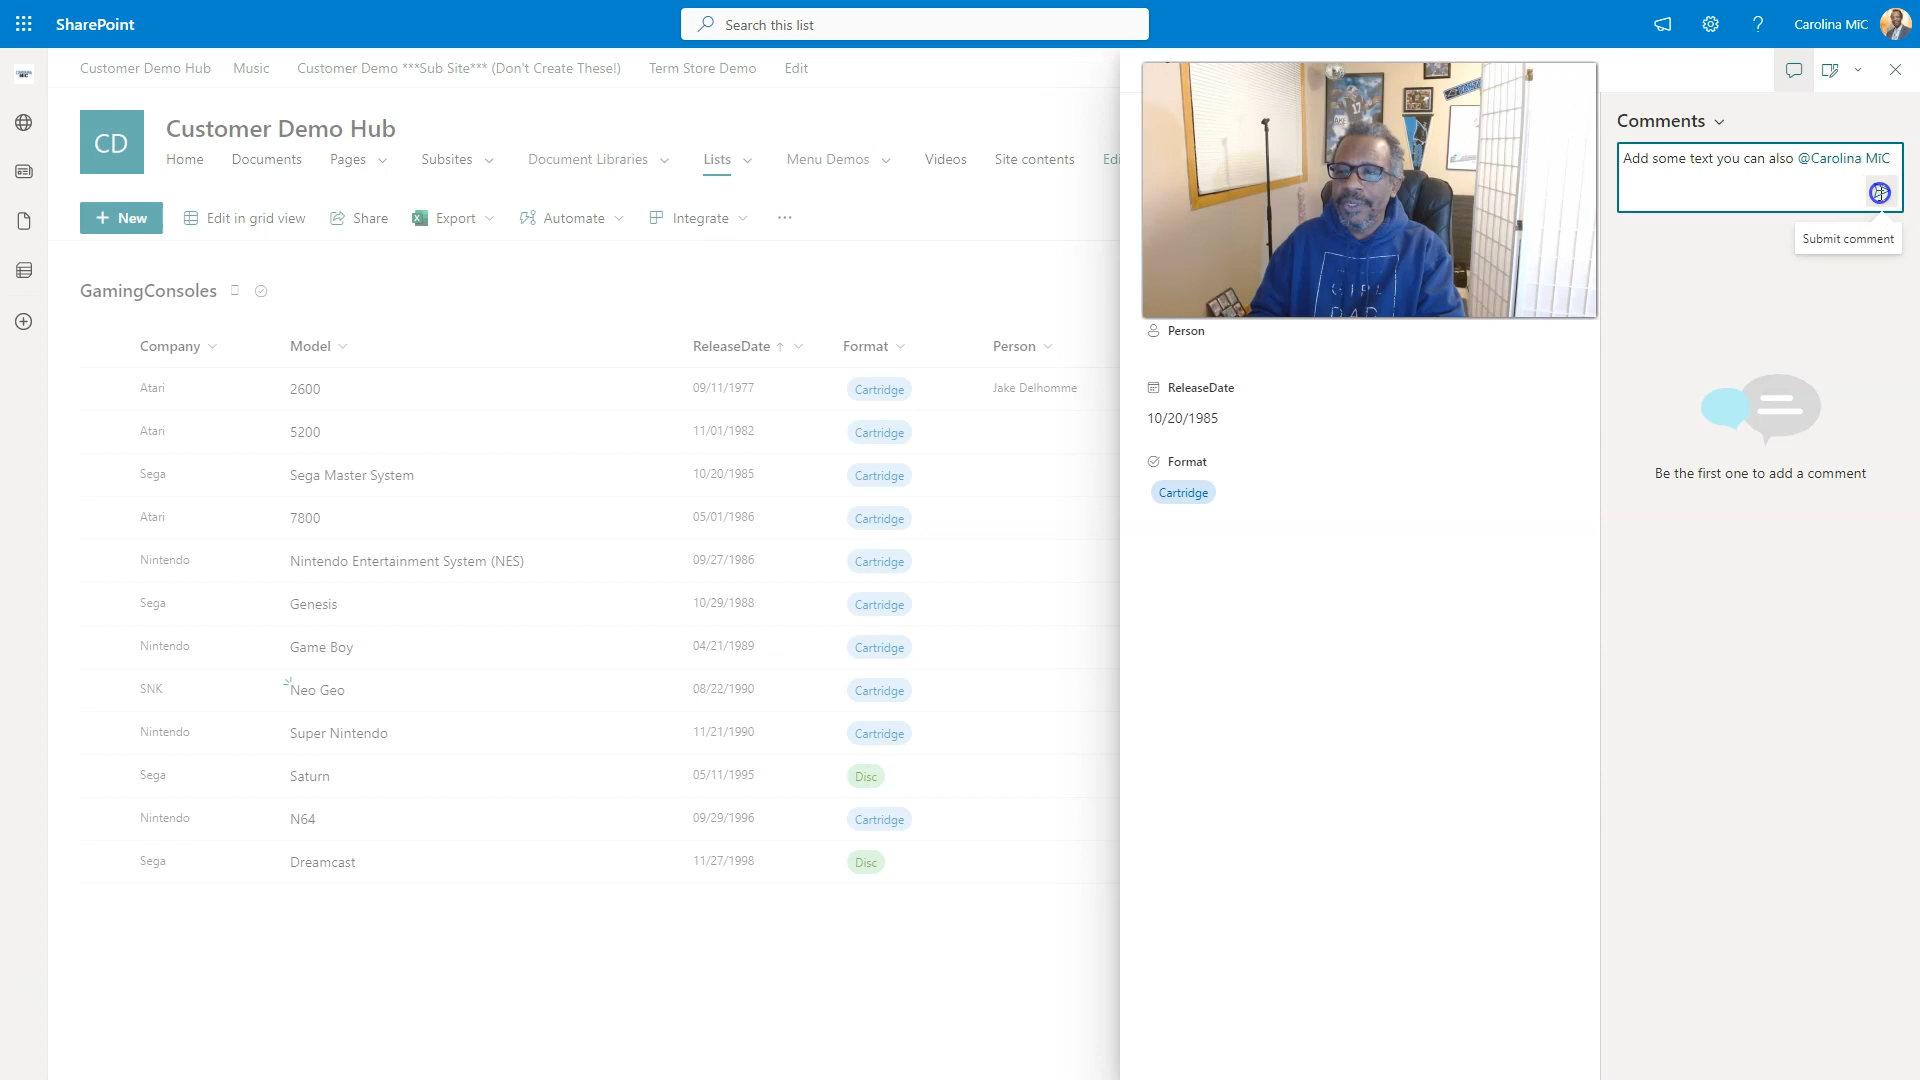 SharePoint
Search this list
Carolina MīC
Customer Demo Hub
Music
Customer Demo ***Sub Site*** (Don't Create These!)
Term Store Demo
Edit
CD
Customer Demo Hub
Home
Documents
Pages
Subsites
Document Libraries
Lists
Menu Demos
Videos
Site contents
New
Edit in grid view
Share
Export
Automate
Integrate
GamingConsoles
Company Model ReleaseDate Format Person
Atari 2600 09/11/1977 Cartridge Jake Delhomme
Atari 5200 11/01/1982 Cartridge
Sega Sega Master System 10/20/1985 Cartridge
Atari 7800 05/01/1986 Cartridge
Nintendo Nintendo Entertainment System (NES) 09/27/1986 Cartridge
Sega Genesis 10/29/1988 Cartridge
Nintendo Game Boy 04/21/1989 Cartridge
SNK Neo Geo 08/22/1990 Cartridge
Nintendo Super Nintendo 11/21/1990 Cartridge
Sega Saturn 05/11/1995 Disc
Nintendo N64 09/29/1996 Cartridge
Sega Dreamcast 11/27/1998 Disc
Person
ReleaseDate
10/20/1985
Format
Cartridge
Comments
Add some text you can also @Carolina MīC
Submit comment
Be the first one to add a comment